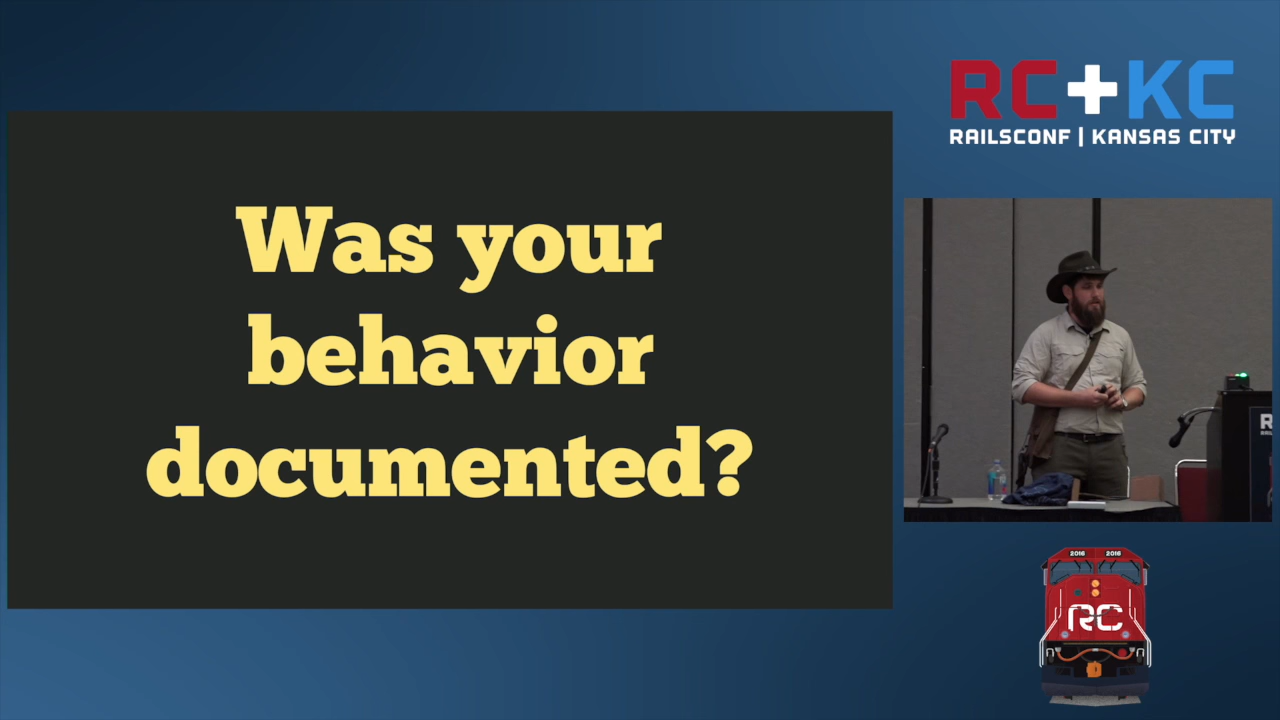 RC+KC
RAILSCONF | KANSAS CITY
Was your
behavior
documented?
2016 2016
RC